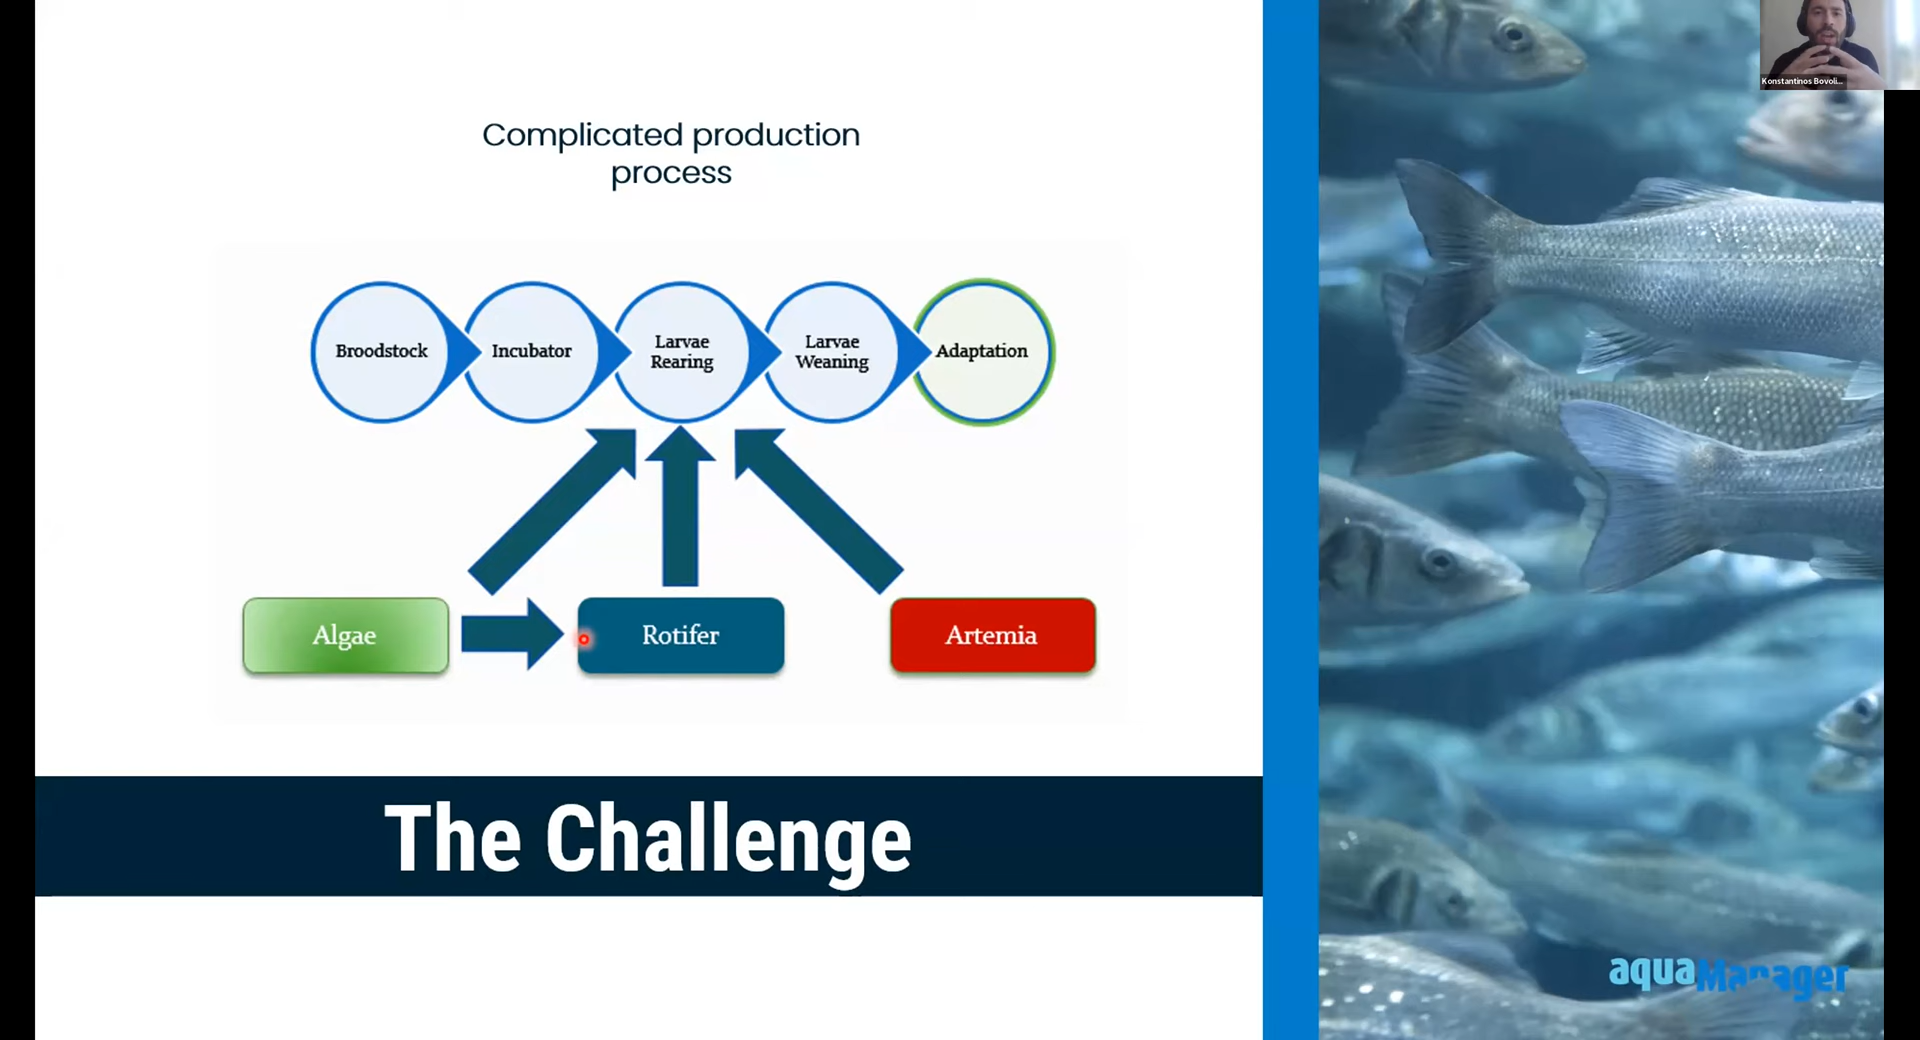 Konstantinos Bovoli...
Complicated production
process
Broodstock
Incubator
Larvae
Rearing
Larvae
Weaning
Adaptation
Algae
Rotifer
Artemia
The Challenge
aquaManager